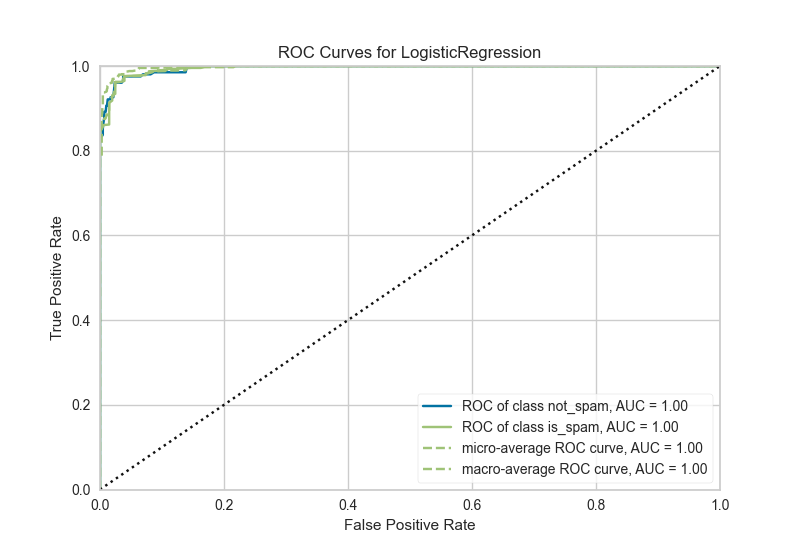 ROC Curves for LogisticRegression
1.0
0.8
0.6
0.4
0.2
0.0
True Positive Rate
ROC of class not_spam, AUC = 1.00
ROC of class is_spam, AUC = 1.00
micro-average ROC curve, AUC = 1.00
macro-average ROC curve, AUC = 1.00
0.0 0.2 0.4 0.6 0.8 1.0
False Positive Rate